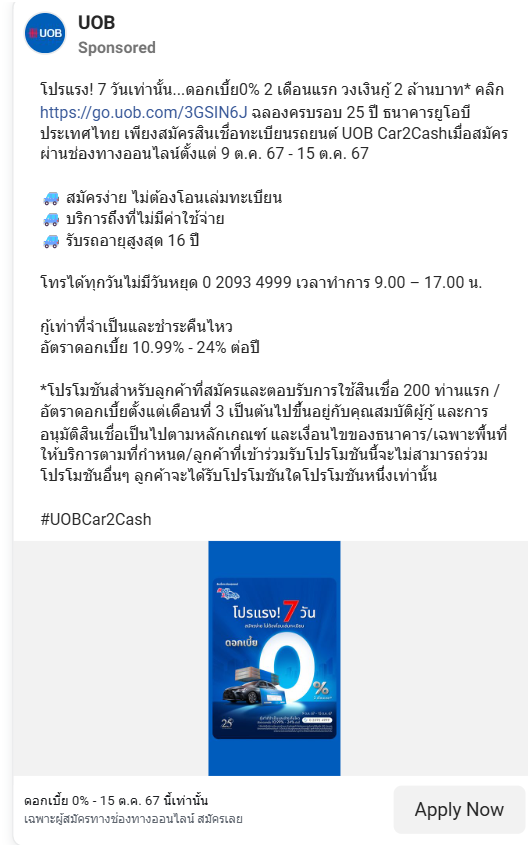 UOB
UOB
Sponsored
โปรแรง! 7 วันเท่านั้น...ดอกเบี้ย0% 2 เดือนแรก วงเงินกู้ 2 ล้านบาท* คลิก
https://go.uob.com/3GSIN6J ฉลองครบรอบ 25 ปี ธนาคารยูโอบี
ประเทศไทย เพียงสมัครสินเชื่อทะเบียนรถยนต์ UOB Car2Cashเมื่อสมัคร
ผ่านช่องทางออนไลน์ตั้งแต่ 9 ต.ค. 67 - 15 ต.ค. 67
สมัครง่าย ไม่ต้องโอนเล่มทะเบียน
บริการถึงที่ไม่มีค่าใช้จ่าย
รับรถอายุสูงสุด 16 ปี
โทรได้ทุกวันไม่มีวันหยุด 0 2093 4999 เวลาทำการ 9.00 – 17.00 น.
กู้เท่าที่จำเป็นและชำระคืนไหว
อัตราดอกเบี้ย 10.99% - 24% ต่อปี
*โปรโมชันสำหรับลูกค้าที่สมัครและตอบรับการใช้สินเชื่อ 200 ท่านแรก /
อัตราดอกเบี้ยตั้งแต่เดือนที่ 3 เป็นต้นไปขึ้นอยู่กับคุณสมบัติผู้กู้ และการ
อนุมัติสินเชื่อเป็นไปตามหลักเกณฑ์ และเงื่อนไขของธนาคาร/เฉพาะพื้นที่
ให้บริการตามที่กำหนด/ลูกค้าที่เข้าร่วมรับโปรโมชันนี้จะไม่สามารถร่วม
โปรโมชันอื่นๆ ลูกค้าจะได้รับโปรโมชันใดโปรโมชันหนึ่งเท่านั้น
#UOBCar2Cash
โปรแรง! 7 วัน
สมัครง่าย ไม่ต้องโอนเล่มทะเบียน
ดอกเบี้ย
0%
25
ดอกเบี้ย 0% - 15 ต.ค. 67 นี้เท่านั้น
เฉพาะผู้สมัครทางช่องทางออนไลน์ สมัครเลย
Apply Now